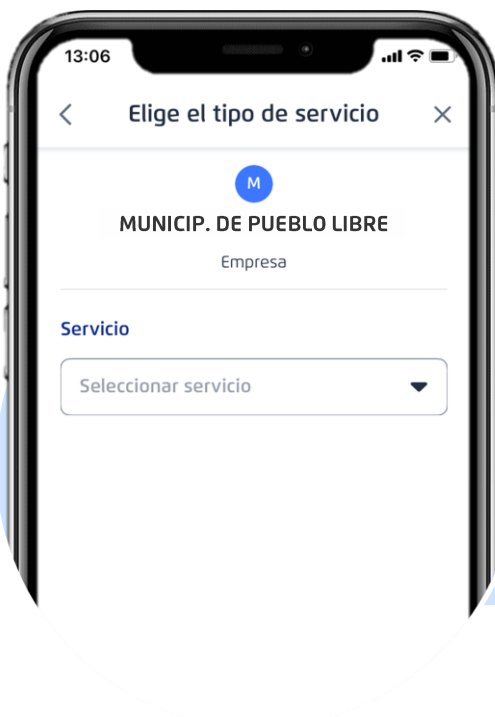 13:06
Elige el tipo de servicio
M
MUNICIP. DE PUEBLO LIBRE
Empresa
Servicio
Seleccionar servicio